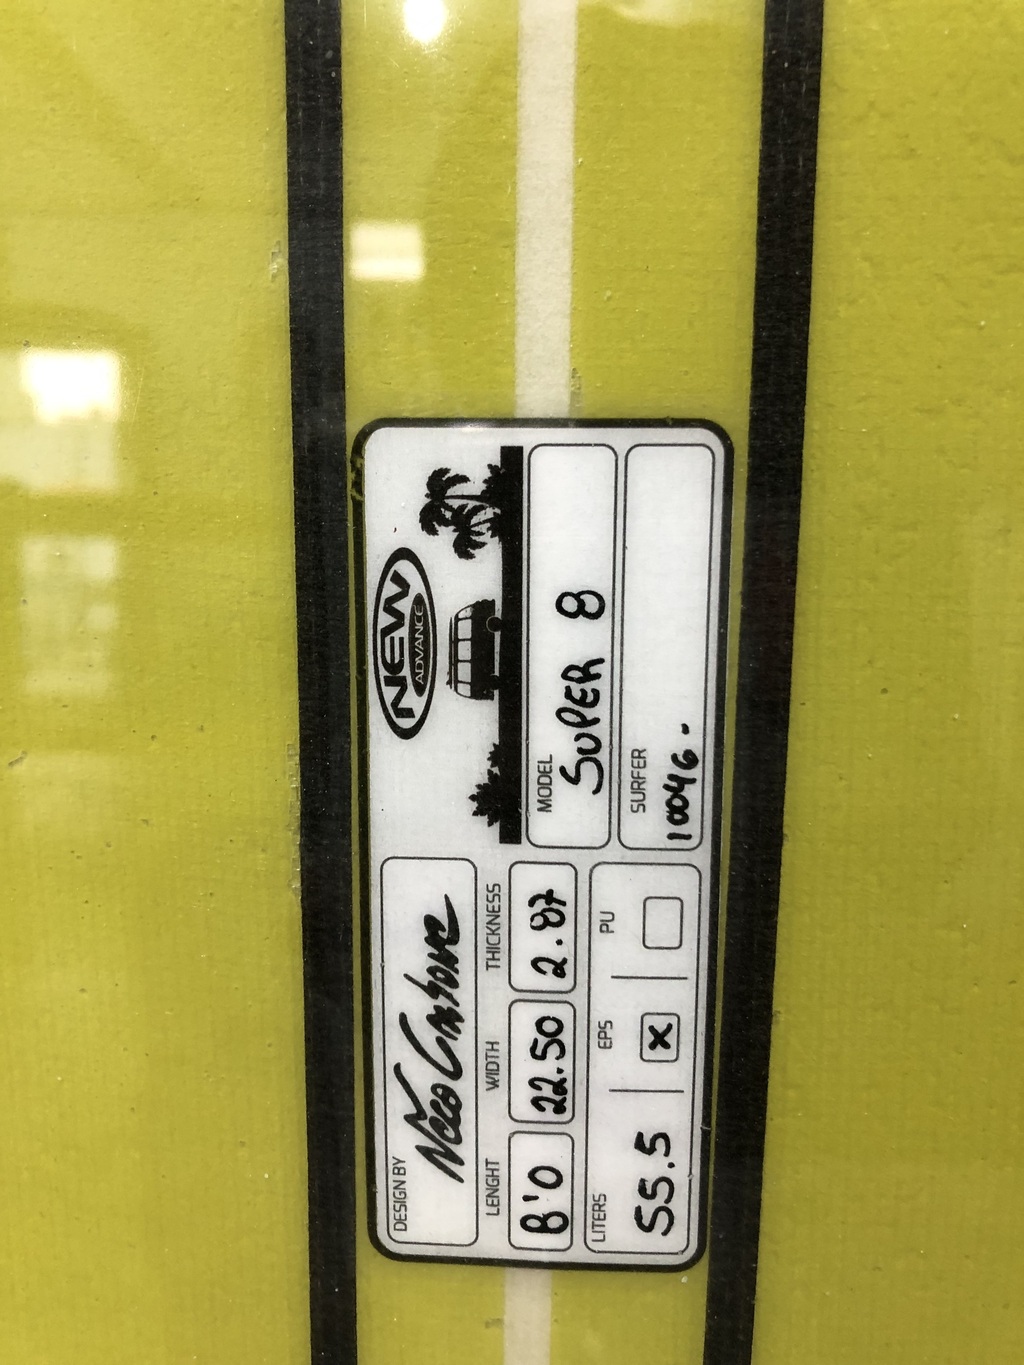 DESIGN BY
Neco Carbone
LENGHT WIDTH THICKNESS
8'0 22.50 2.87
LITERS EPS PU
55.5 X
NEW
ADVANCE
MODEL
SUPER 8
SURFER
10046-